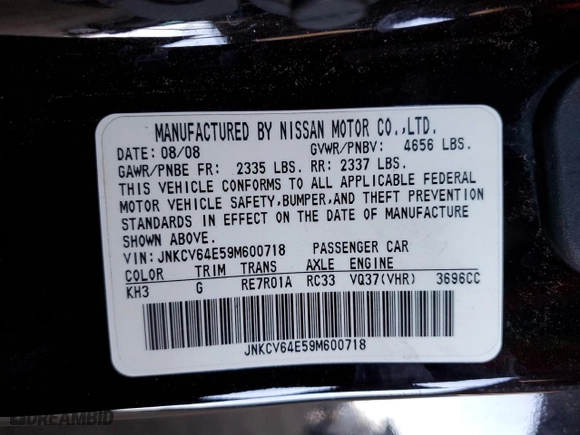 MANUFACTURED BY NISSAN MOTOR CO.,LTD.
DATE: 08/08 GVWR/PNBV: 4656 LBS.
GAWR/PNBE FR: 2335 LBS. RR: 2337 LBS.
THIS VEHICLE CONFORMS TO ALL APPLICABLE FEDERAL
MOTOR VEHICLE SAFETY,BUMPER,AND THEFT PREVENTION
STANDARDS IN EFFECT ON THE DATE OF MANUFACTURE
SHOWN ABOVE.
VIN: JNKCV64E59M600718 PASSENGER CAR
COLOR TRIM TRANS AXLE ENGINE
KH3 G RE7R01A RC33 VQ37(VHR) 3696CC
JNKCV64E59M600718
DREAMBID